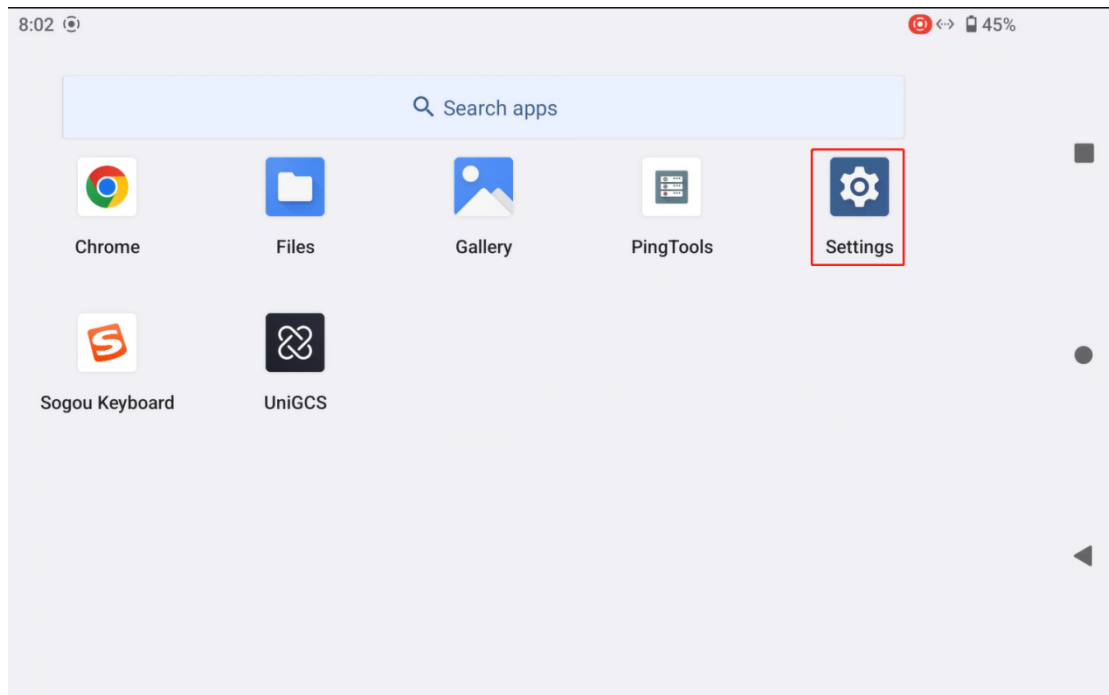 8:02
45%
Search apps
Chrome
Files
Gallery
PingTools
Settings
Sogou Keyboard
UniGCS